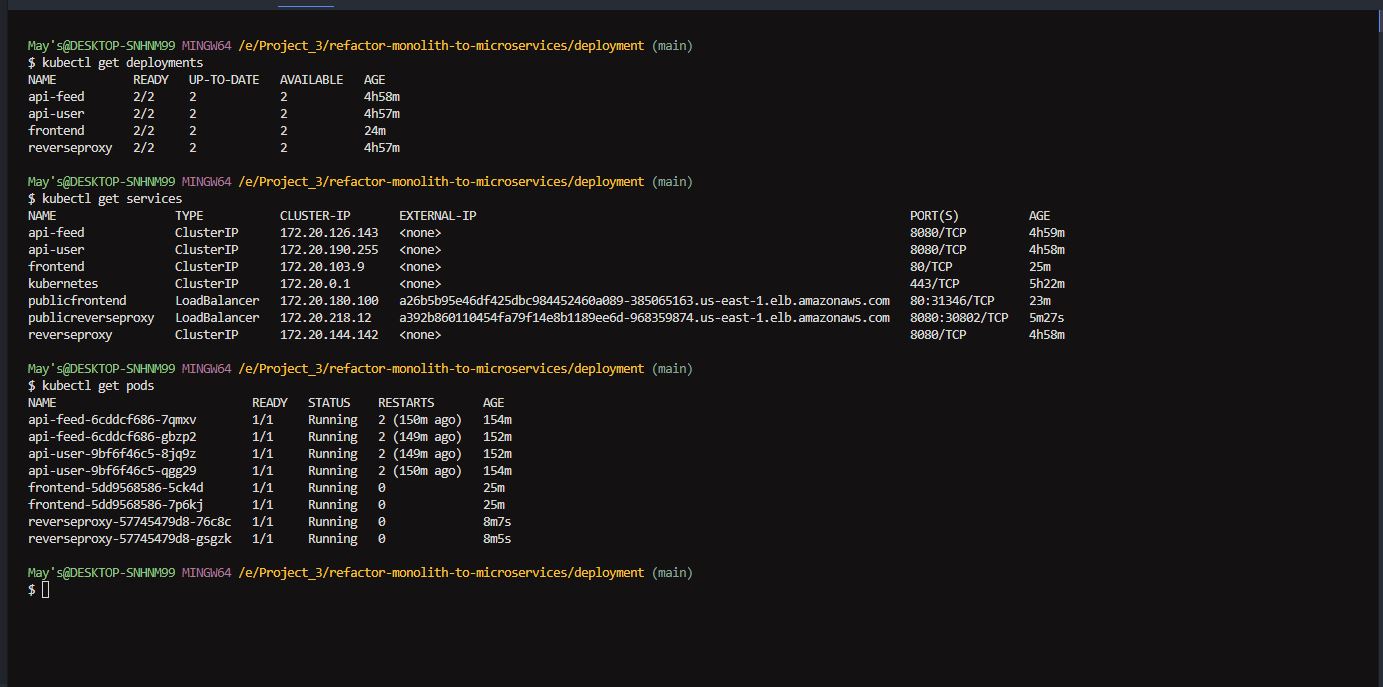 May's@DESKTOP-SNHNM99 MINGW64 /e/Project_3/refactor-monolith-to-microservices/deployment (main)
$ kubectl get deployments
NAME READY UP-TO-DATE AVAILABLE AGE
api-feed 2/2 2 2 4h58m
api-user 2/2 2 2 4h57m
frontend 2/2 2 2 24m
reverseproxy 2/2 2 2 4h57m
May's@DESKTOP-SNHNM99 MINGW64 /e/Project_3/refactor-monolith-to-microservices/deployment (main)
$ kubectl get services
NAME TYPE CLUSTER-IP EXTERNAL-IP PORT(S) AGE
api-feed ClusterIP 172.20.126.143 <none> 8080/TCP 4h59m
api-user ClusterIP 172.20.190.255 <none> 8080/TCP 4h58m
frontend ClusterIP 172.20.103.9 <none> 80/TCP 25m
kubernetes ClusterIP 172.20.0.1 <none> 443/TCP 5h22m
publicfrontend LoadBalancer 172.20.180.100 a26b5b95e46df425dbc984452460a089-385065163.us-east-1.elb.amazonaws.com 80:31346/TCP 23m
publicreverseproxy LoadBalancer 172.20.218.12 a392b860110454fa79f14e8b1189ee6d-968359874.us-east-1.elb.amazonaws.com 8080:30802/TCP 5m27s
reverseproxy ClusterIP 172.20.144.142 <none> 8080/TCP 4h58m
May's@DESKTOP-SNHNM99 MINGW64 /e/Project_3/refactor-monolith-to-microservices/deployment (main)
$ kubectl get pods
NAME READY STATUS RESTARTS AGE
api-feed-6cddcf686-7qmxv 1/1 Running 2 (150m ago) 154m
api-feed-6cddcf686-gbzp2 1/1 Running 2 (149m ago) 152m
api-user-9bf6f46c5-8jq9z 1/1 Running 2 (149m ago) 152m
api-user-9bf6f46c5-qgg29 1/1 Running 2 (150m ago) 154m
frontend-5dd9568586-5ck4d 1/1 Running 0 25m
frontend-5dd9568586-7p6kj 1/1 Running 0 25m
reverseproxy-57745479d8-76c8c 1/1 Running 0 8m7s
reverseproxy-57745479d8-gsgzk 1/1 Running 0 8m5s
May's@DESKTOP-SNHNM99 MINGW64 /e/Project_3/refactor-monolith-to-microservices/deployment (main)
$